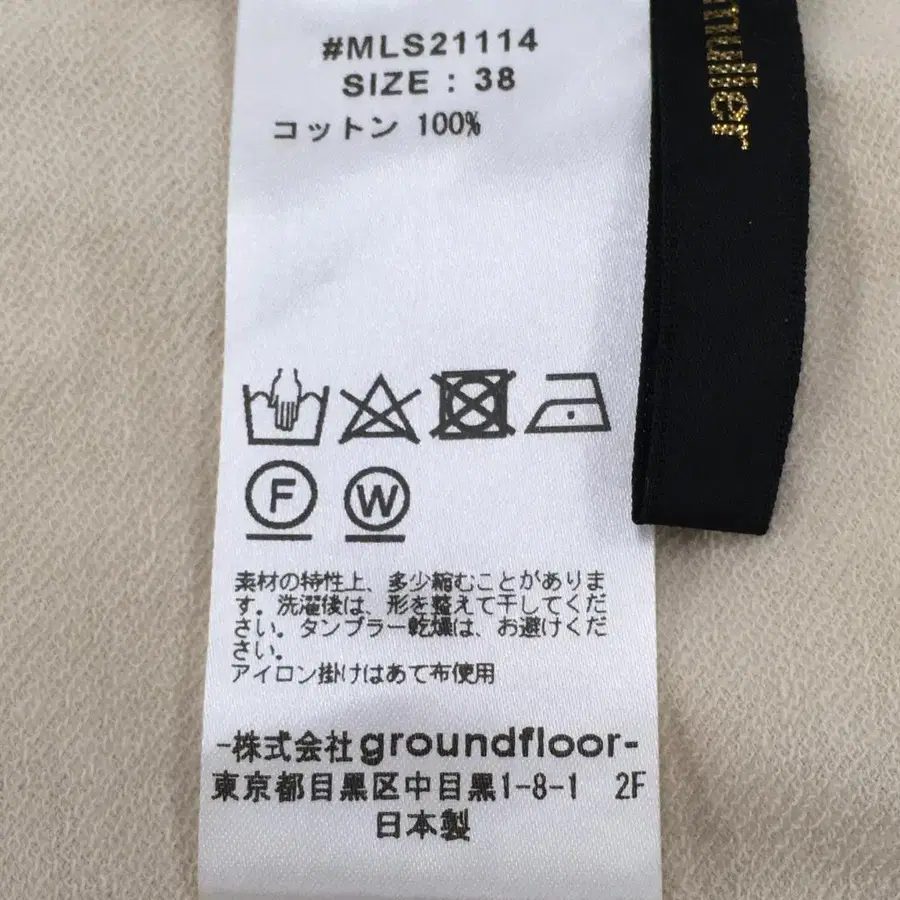 #MLS21114
SIZE : 38
コットン 100%
muller
F W
素材の特性上、多少縮むことがありま
す。洗濯後は、形を整えて干してくだ
さい。タンブラー乾燥は、お避けくだ
さい。
アイロン掛けはあて布使用
-株式会社groundfloor-
東京都目黒区中目黒1-8-1 2F
日本製